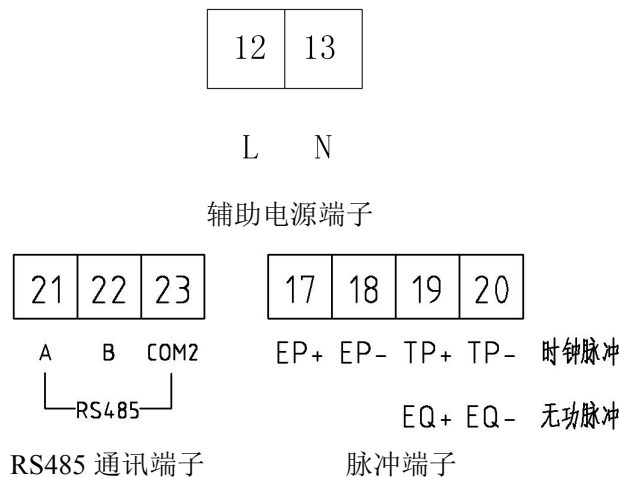 12 13
L N
辅助电源端子
21 22 23 17 18 19 20
A B COM2 EP+ EP- TP+ TP- 时钟脉冲
RS485 EQ+ EQ- 无功脉冲
RS485 通讯端子 脉冲端子